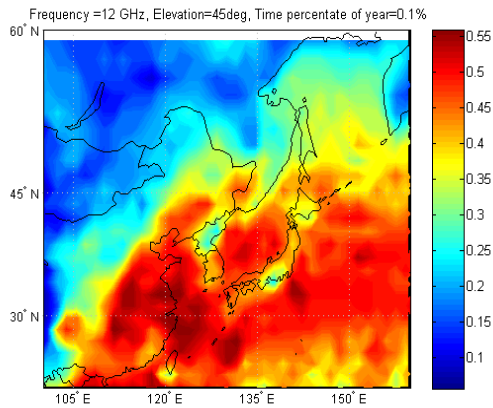 Frequency =12 GHz, Elevation=45deg, Time percentate of year=0.1%
60° N
45° N
30° N
105° E
120° E
135° E
150° E
0.55
0.5
0.45
0.4
0.35
0.3
0.25
0.2
0.15
0.1